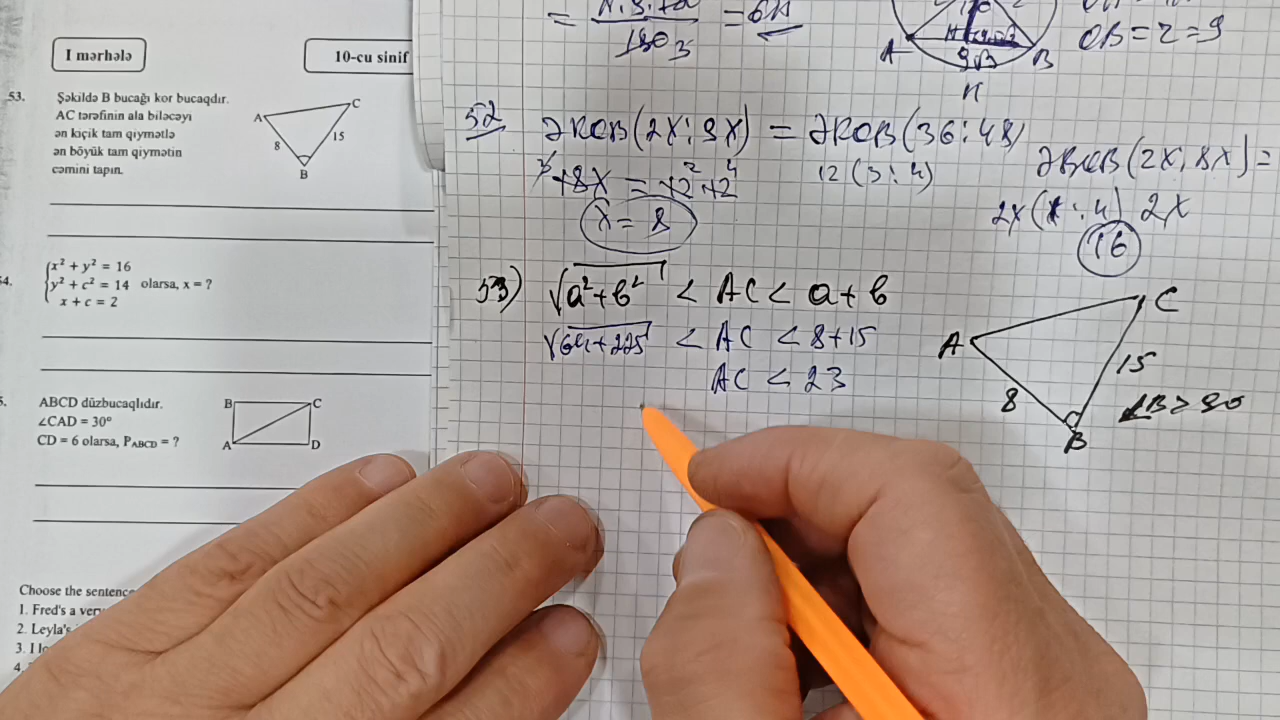 I mərhələ
10-cu sinif
53.
Şəkildə B bucağı kor bucaqdır.
AC tərəfinin ala biləcəyi
ən kiçik tam qiymətlə
ən böyük tam qiymətin
cəmini tapın.
A
C
8
15
B
4.
x² + y² = 16
y² + c² = 14 olarsa, x = ?
x + c = 2
ABCD düzbucaqlıdır.
∠CAD = 30°
CD = 6 olarsa, P_ABCD = ?
B
C
A
D
Choose the sentence
1. Fred's a very
2. Leyla's
3. I
4.
A
B
OB = r = 9
52 ƏKOB(2x; 8x) = ƏKOB(36; 48)
12(3; 4)
x = 8
ƏBOB(2x; 8x) =
2x
16
53) √a²+b² < AC < a+b
√64+225 < AC < 8+15
AC < 23
A
C
8
15
B
∠B > 90